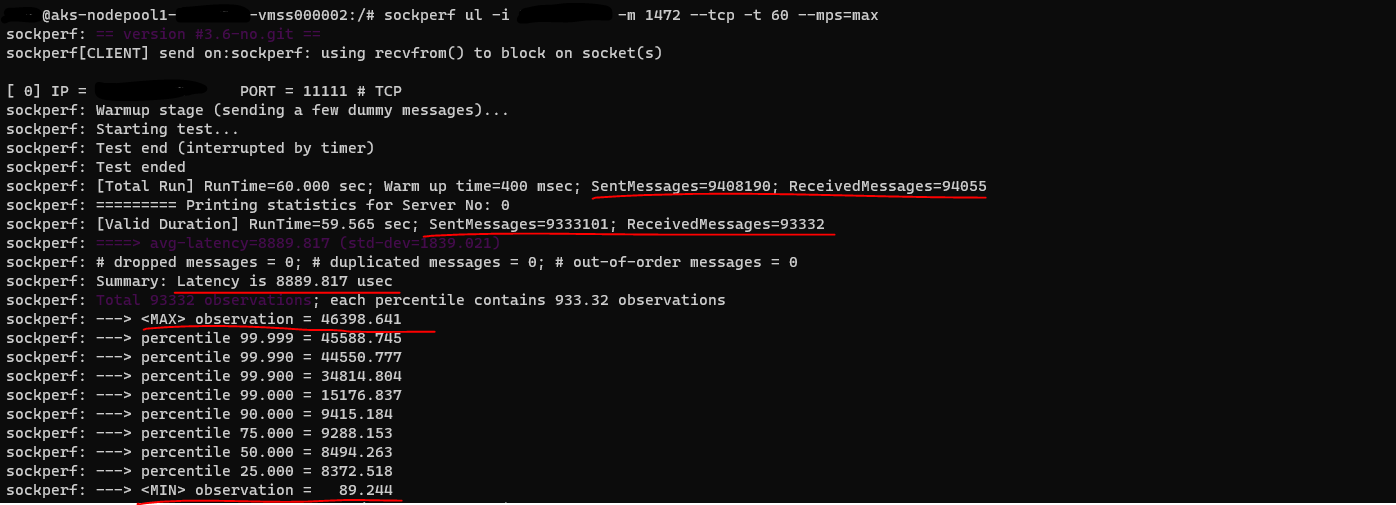 @aks-nodepool1- -vmss000002:/# sockperf ul -i -m 1472 --tcp -t 60 --mps=max
sockperf: == version #3.6-no.git ==
sockperf[CLIENT] send on:sockperf: using recvfrom() to block on socket(s)
[ 0] IP = PORT = 11111 # TCP
sockperf: Warmup stage (sending a few dummy messages)...
sockperf: Starting test...
sockperf: Test end (interrupted by timer)
sockperf: Test ended
sockperf: [Total Run] RunTime=60.000 sec; Warm up time=400 msec; SentMessages=9408190; ReceivedMessages=94055
sockperf: ========= Printing statistics for Server No: 0
sockperf: [Valid Duration] RunTime=59.565 sec; SentMessages=9333101; ReceivedMessages=93332
sockperf: ====> avg-latency=8889.817 (std-dev=1839.021)
sockperf: # dropped messages = 0; # duplicated messages = 0; # out-of-order messages = 0
sockperf: Summary: Latency is 8889.817 usec
sockperf: Total 93332 observations; each percentile contains 933.32 observations
sockperf: ---> <MAX> observation = 46398.641
sockperf: ---> percentile 99.999 = 45588.745
sockperf: ---> percentile 99.990 = 44550.777
sockperf: ---> percentile 99.900 = 34814.804
sockperf: ---> percentile 99.000 = 15176.837
sockperf: ---> percentile 90.000 = 9415.184
sockperf: ---> percentile 75.000 = 9288.153
sockperf: ---> percentile 50.000 = 8494.263
sockperf: ---> percentile 25.000 = 8372.518
sockperf: ---> <MIN> observation = 89.244